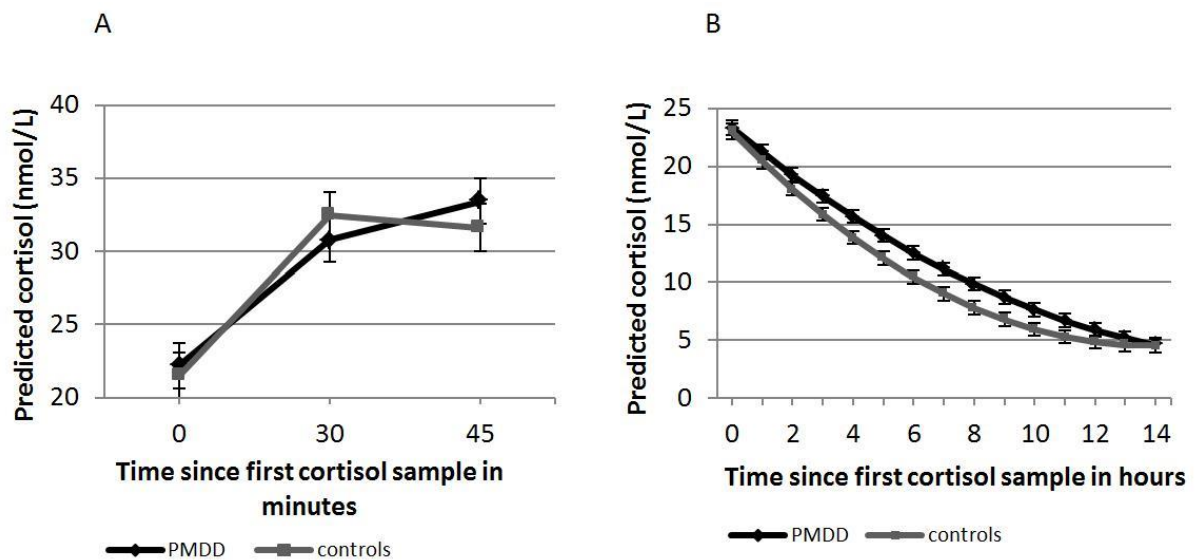 A
Predicted cortisol (nmol/L)
40
35
30
25
20
0 30 45
Time since first cortisol sample in
minutes
PMDD controls
B
Predicted cortisol (nmol/L)
25
20
15
10
5
0
0 2 4 6 8 10 12 14
Time since first cortisol sample in hours
PMDD controls